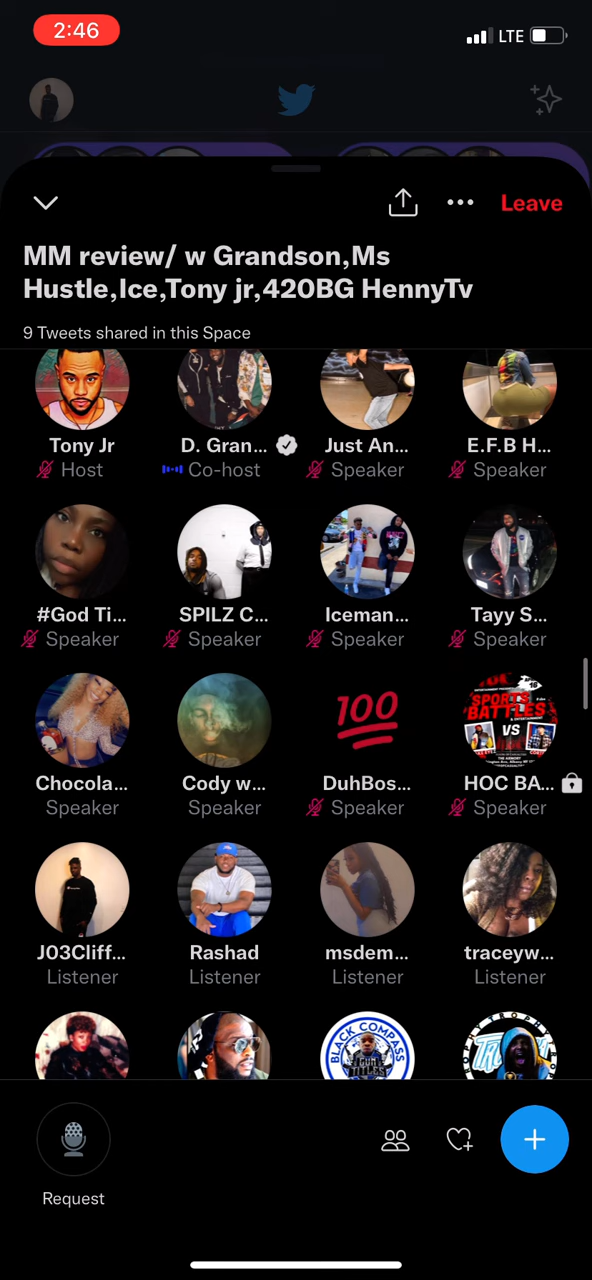 2:46
LTE
Leave
MM review/ w Grandson,Ms
Hustle,Ice,Tony jr,420BG HennyTv
9 Tweets shared in this Space
Tony Jr
D. Gran...
Just An...
E.F.B H...
Host
Co-host
Speaker
Speaker
#God Ti...
SPILZ C...
Iceman...
Tayy S...
Speaker
Speaker
Speaker
Speaker
100
SPORTS
BATTLES
VS
Chocola...
Cody w...
DuhBos...
HOC BA...
Speaker
Speaker
Speaker
Speaker
J03Cliff...
Rashad
msdem...
traceyw...
Listener
Listener
Listener
Listener
BLACK COMPASS
TITLES
Request